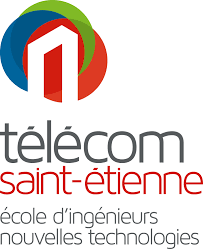 télécom
saint-étienne
école d'ingénieurs
nouvelles technologies